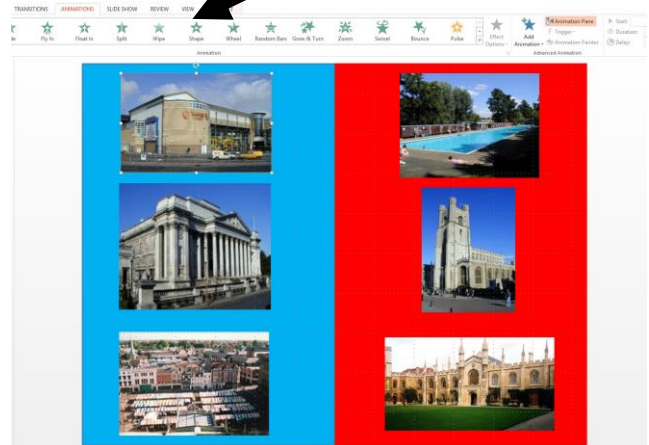 TRANSITIONS ANIMATIONS SLIDE SHOW REVIEW VIEW
Fly In Float In Split Wipe Shape Wheel Random Bars Grow & Turn Zoom Swivel Bounce Pulse
Effect Options Add Animation
Animation Pane
Trigger
Animation Painter
Start:
Duration:
Delay:
Animation Advanced Animation